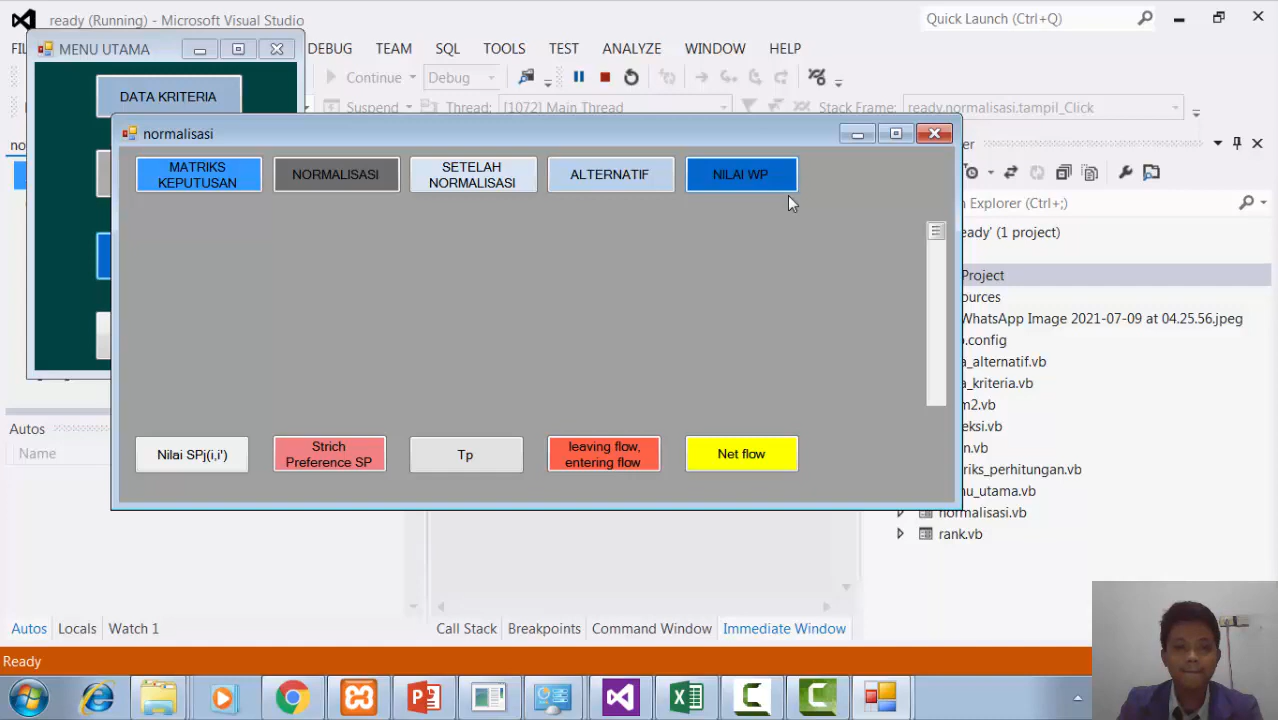 ready (Running) - Microsoft Visual Studio
Quick Launch (Ctrl+Q)
MENU UTAMA
DEBUG TEAM SQL TOOLS TEST ANALYZE WINDOW HELP
Continue Debug
DATA KRITERIA
Suspend Thread: [1072] Main Thread Stack Frame: ready.normalisasi.tampil_Click
normalisasi
MATRIKS KEPUTUSAN
NORMALISASI
SETELAH NORMALISASI
ALTERNATIF
NILAI WP
Explorer (Ctrl+;)
eady' (1 project)
Project
ources
WhatsApp Image 2021-07-09 at 04.25.56.jpeg
.config
a_alternatif.vb
a_kriteria.vb
m2.vb
eksi.vb
n.vb
riks_perhitungan.vb
nu_utama.vb
normalisasi.vb
rank.vb
Autos
Name
Nilai SPj(i,i')
Strich Preference SP
Tp
leaving flow, entering flow
Net flow
Autos Locals Watch 1
Call Stack Breakpoints Command Window Immediate Window
Ready